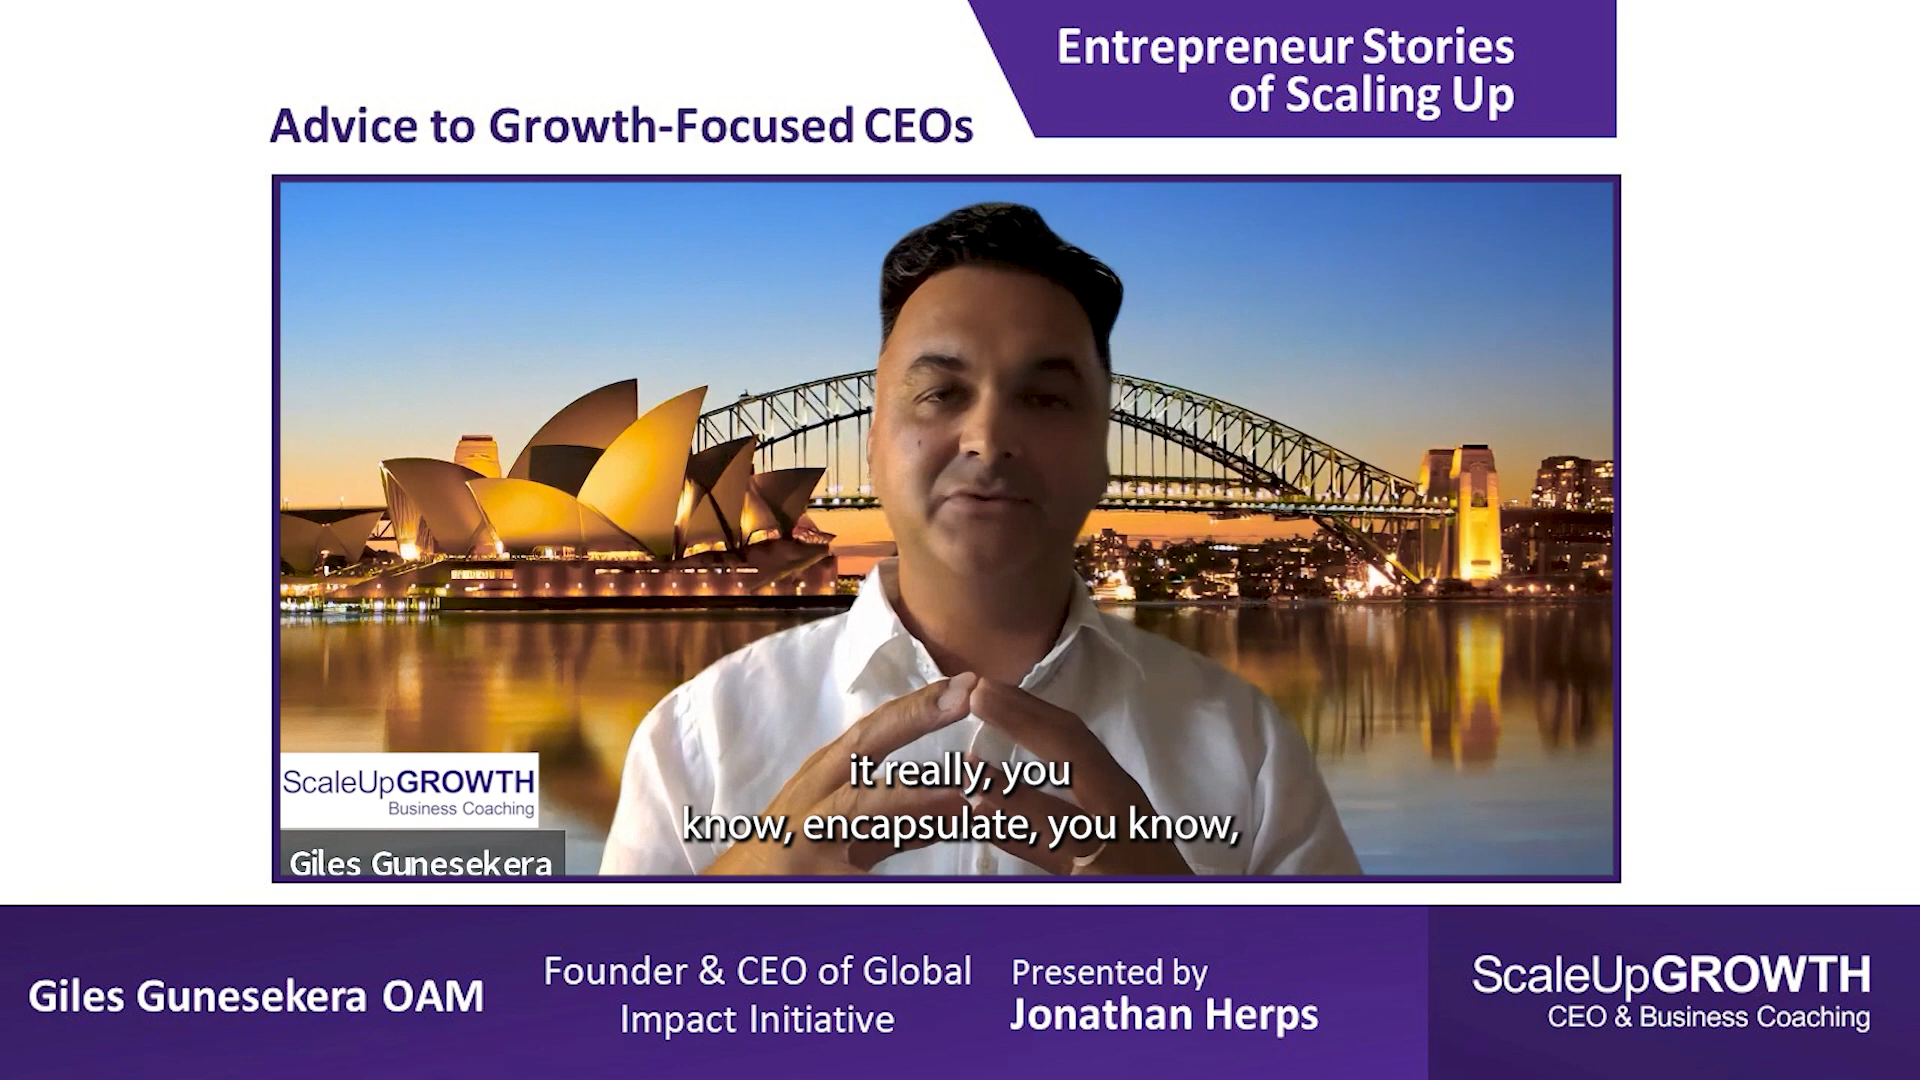 Entrepreneur Stories
of Scaling Up
Advice to Growth-Focused CEOs
it really, you
know, encapsulate, you know,
ScaleUpGROWTH
Business Coaching
Giles Gunesekera
Giles Gunesekera OAM
Founder & CEO of Global
Impact Initiative
Presented by
Jonathan Herps
ScaleUpGROWTH
CEO & Business Coaching